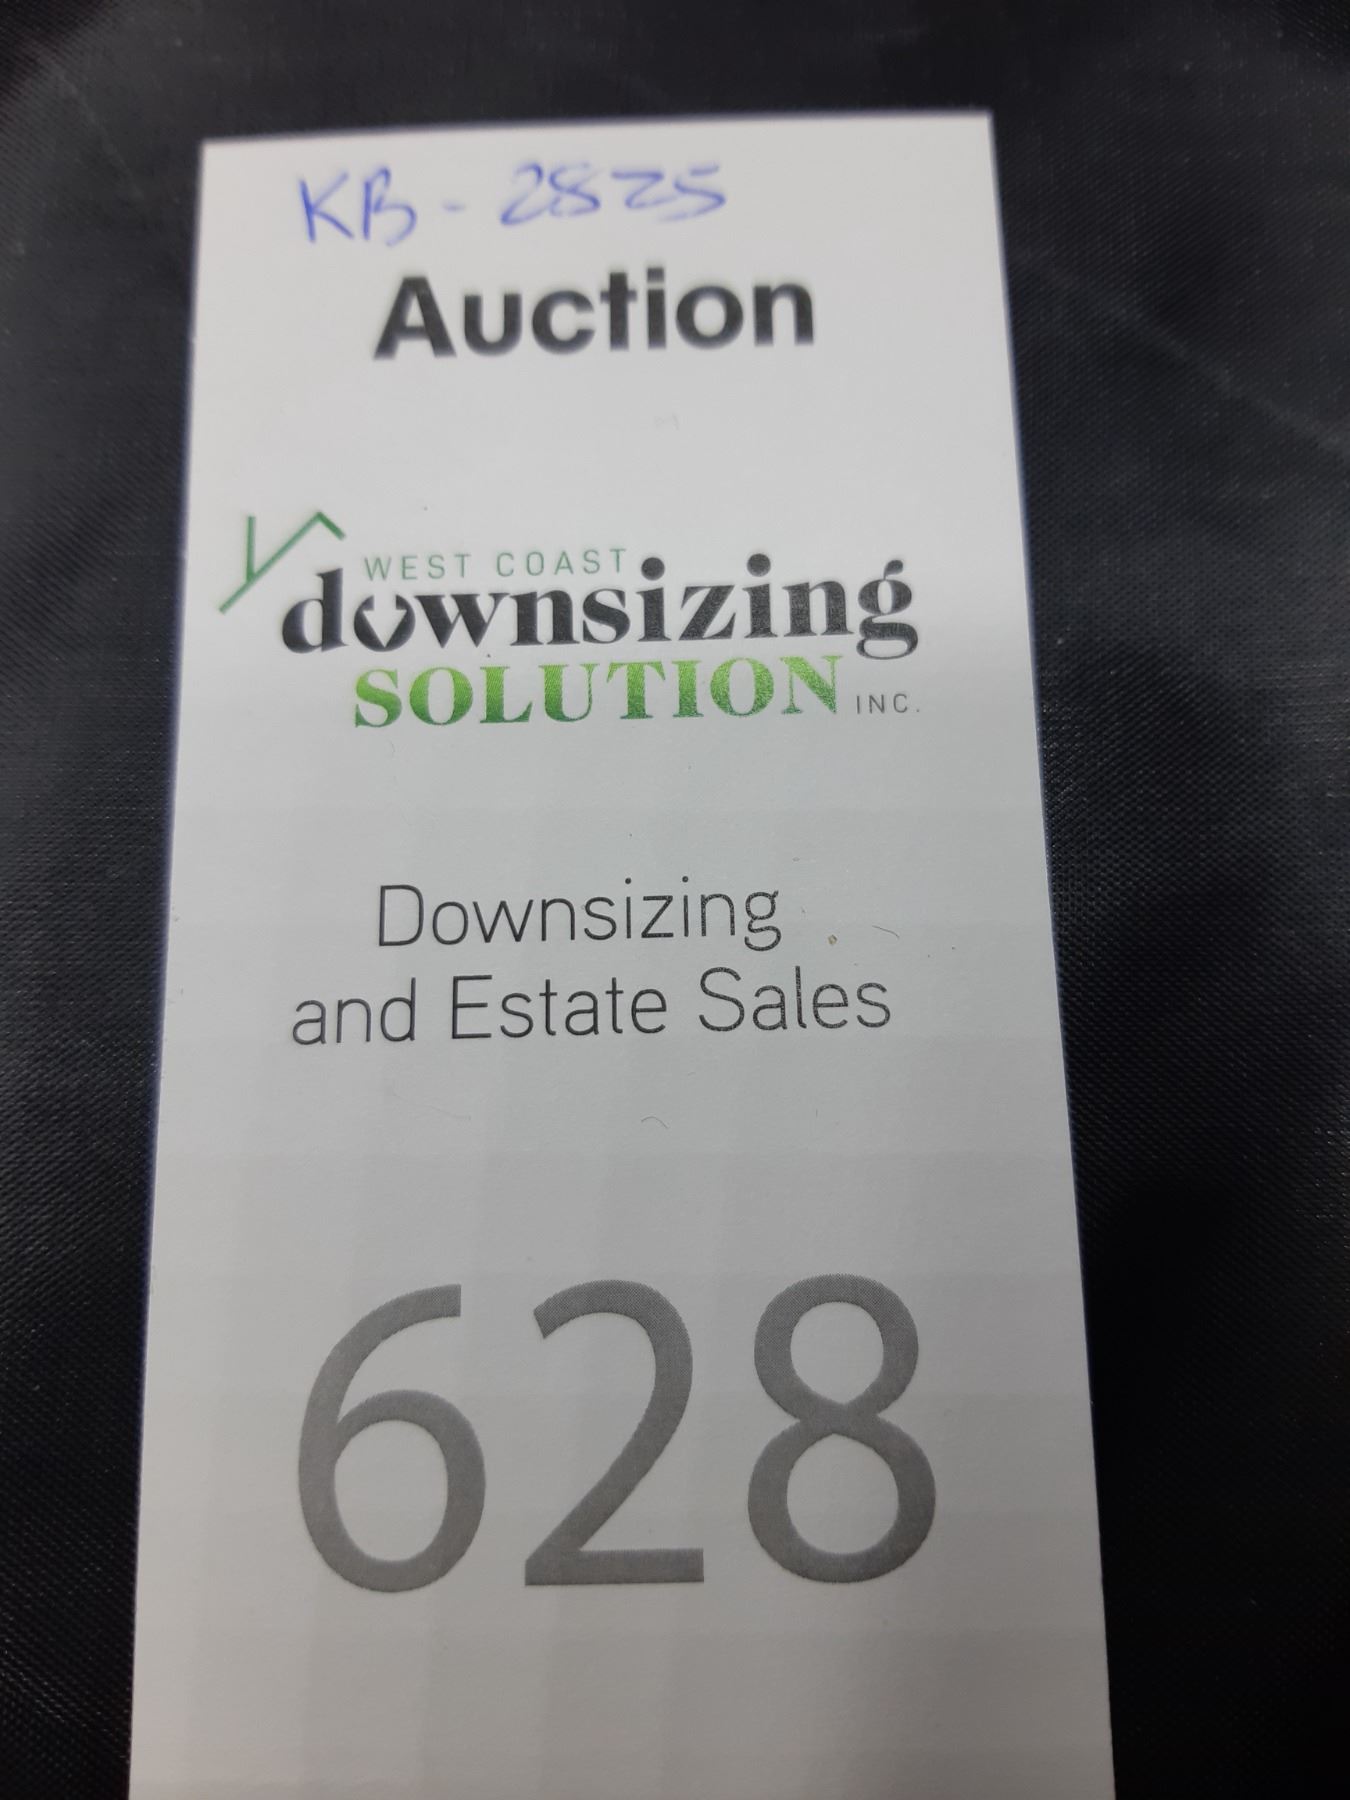 KB - 2825
Auction
WEST COAST
downsizing
SOLUTION INC.
Downsizing
and Estate Sales
628